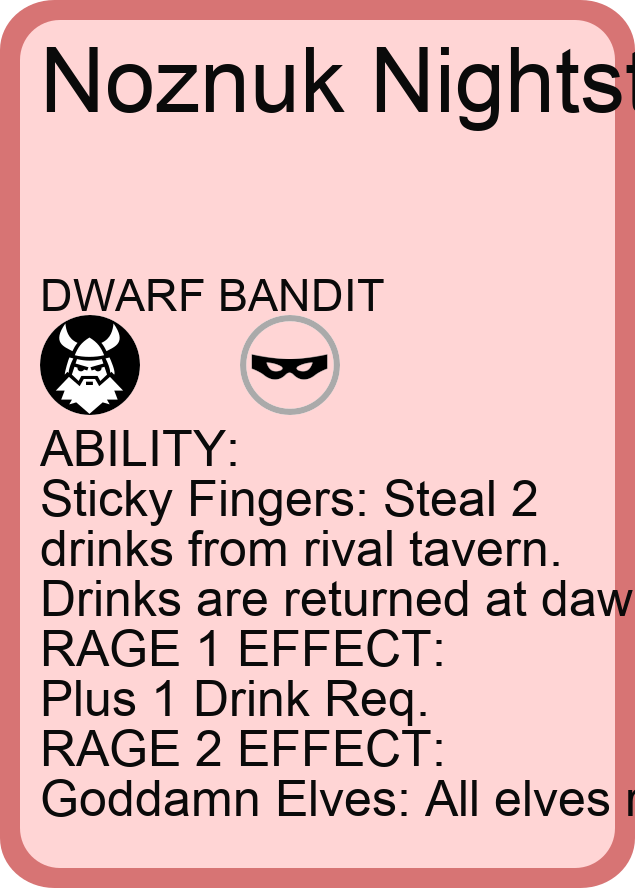 Noznuk Nights
DWARF BANDIT
ABILITY:
Sticky Fingers: Steal 2
drinks from rival tavern.
Drinks are returned at daw
RAGE 1 EFFECT:
Plus 1 Drink Req.
RAGE 2 EFFECT:
Goddamn Elves: All elves